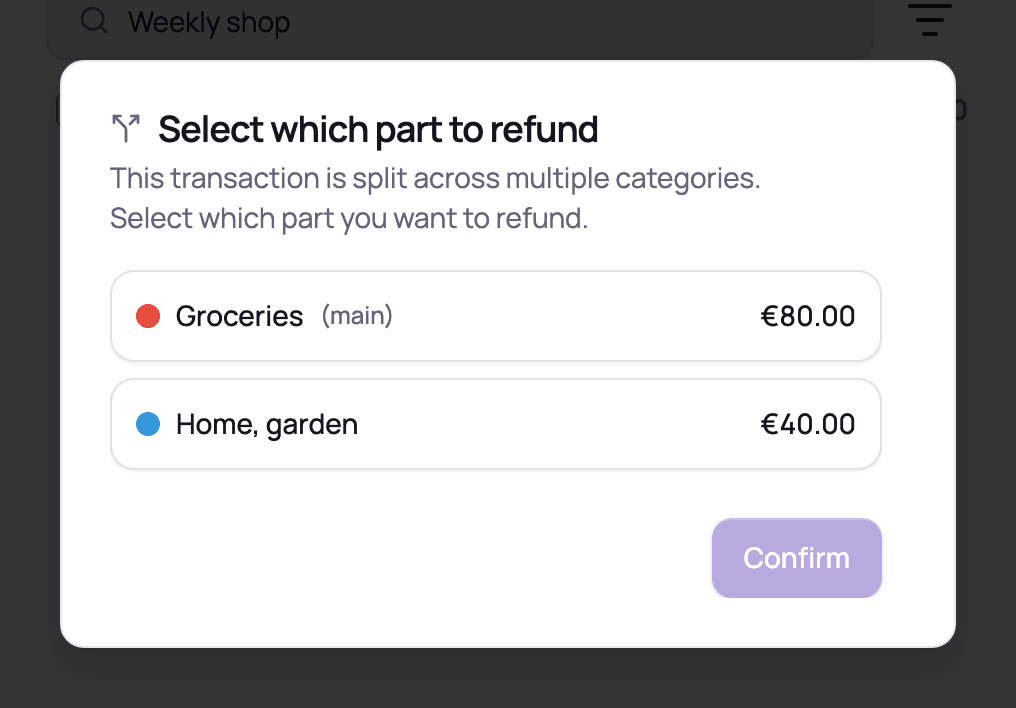 Weekly shop
Select which part to refund
This transaction is split across multiple categories.
Select which part you want to refund.
Groceries (main) €80.00
Home, garden €40.00
Confirm